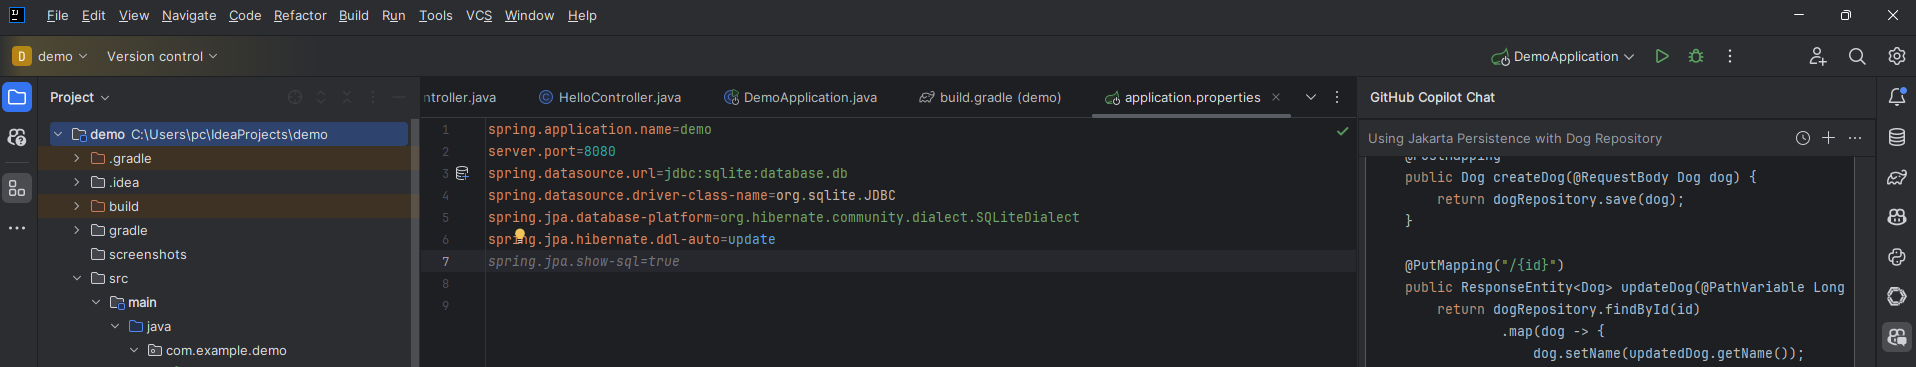 File Edit View Navigate Code Refactor Build Run Tools VCS Window Help
D demo Version control DemoApplication
Project
demo C:\Users\pc\IdeaProjects\demo
.gradle
.idea
build
gradle
screenshots
src
main
java
com.example.demo
ntroller.java HelloController.java DemoApplication.java build.gradle (demo) application.properties
1 spring.application.name=demo
2 server.port=8080
3 spring.datasource.url=jdbc:sqlite:database.db
4 spring.datasource.driver-class-name=org.sqlite.JDBC
5 spring.jpa.database-platform=org.hibernate.community.dialect.SQLiteDialect
6 spring.jpa.hibernate.ddl-auto=update
7 spring.jpa.show-sql=true
8
9
GitHub Copilot Chat
Using Jakarta Persistence with Dog Repository
@PostMapping
public Dog createDog(@RequestBody Dog dog) {
return dogRepository.save(dog);
}
@PutMapping("/{id}")
public ResponseEntity<Dog> updateDog(@PathVariable Long
return dogRepository.findById(id)
.map(dog -> {
dog.setName(updatedDog.getName());